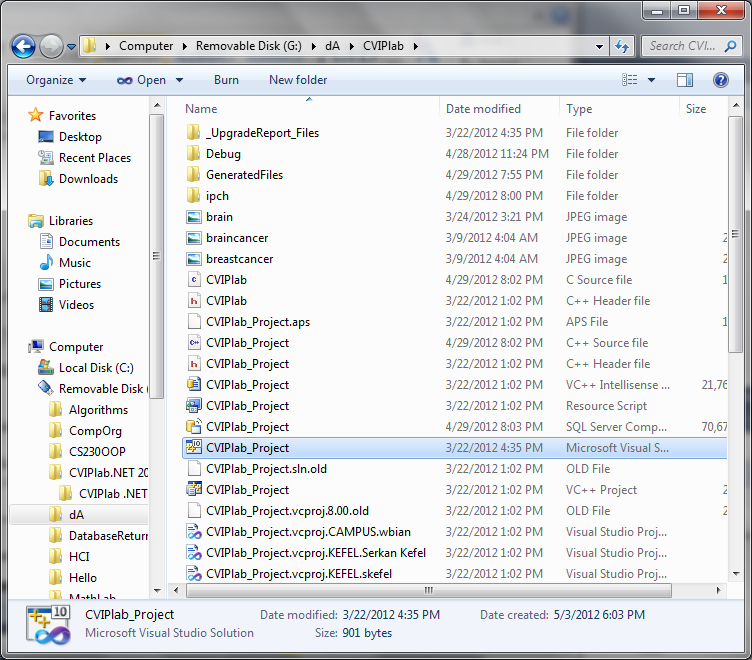 Computer ▸ Removable Disk (G:) ▸ dA ▸ CVIPlab ▸ Search CVI...
Organize Open Burn New folder
Favorites
Desktop
Recent Places
Downloads
Libraries
Documents
Music
Pictures
Videos
Computer
Local Disk (C:)
Removable Disk (
Algorithms
CompOrg
CS230OOP
CVIPlab.NET 20
CVIPlab .NET
dA
DatabaseReturn
HCI
Hello
MathLab
Name Date modified Type Size
_UpgradeReport_Files 3/22/2012 4:35 PM File folder
Debug 4/28/2012 11:24 PM File folder
GeneratedFiles 4/29/2012 7:55 PM File folder
ipch 4/29/2012 8:00 PM File folder
brain 3/24/2012 3:21 PM JPEG image
braincancer 3/9/2012 4:04 AM JPEG image 2
breastcancer 3/9/2012 4:04 AM JPEG image 2
CVIPlab 4/29/2012 8:02 PM C Source file 1
CVIPlab 3/22/2012 1:02 PM C++ Header file
CVIPlab_Project.aps 3/22/2012 1:02 PM APS File 1
CVIPlab_Project 4/29/2012 8:02 PM C++ Source file
CVIPlab_Project 3/22/2012 1:02 PM C++ Header file
CVIPlab_Project 3/22/2012 1:02 PM VC++ Intellisense ... 21,76
CVIPlab_Project 3/22/2012 1:02 PM Resource Script
CVIPlab_Project 4/29/2012 8:03 PM SQL Server Comp... 70,67
CVIPlab_Project 3/22/2012 4:35 PM Microsoft Visual S...
CVIPlab_Project.sln.old 3/22/2012 1:02 PM OLD File
CVIPlab_Project 3/22/2012 1:02 PM VC++ Project 2
CVIPlab_Project.vcproj.8.00.old 3/22/2012 1:02 PM OLD File 2
CVIPlab_Project.vcproj.CAMPUS.wbian 3/22/2012 1:02 PM Visual Studio Proj...
CVIPlab_Project.vcproj.KEFEL.Serkan Kefel 3/22/2012 1:02 PM Visual Studio Proj...
CVIPlab_Project.vcproj.KEFEL.skefel 3/22/2012 1:02 PM Visual Studio Proj...
10 CVIPlab_Project Date modified: 3/22/2012 4:35 PM Date created: 5/3/2012 6:03 PM
Microsoft Visual Studio Solution Size: 901 bytes